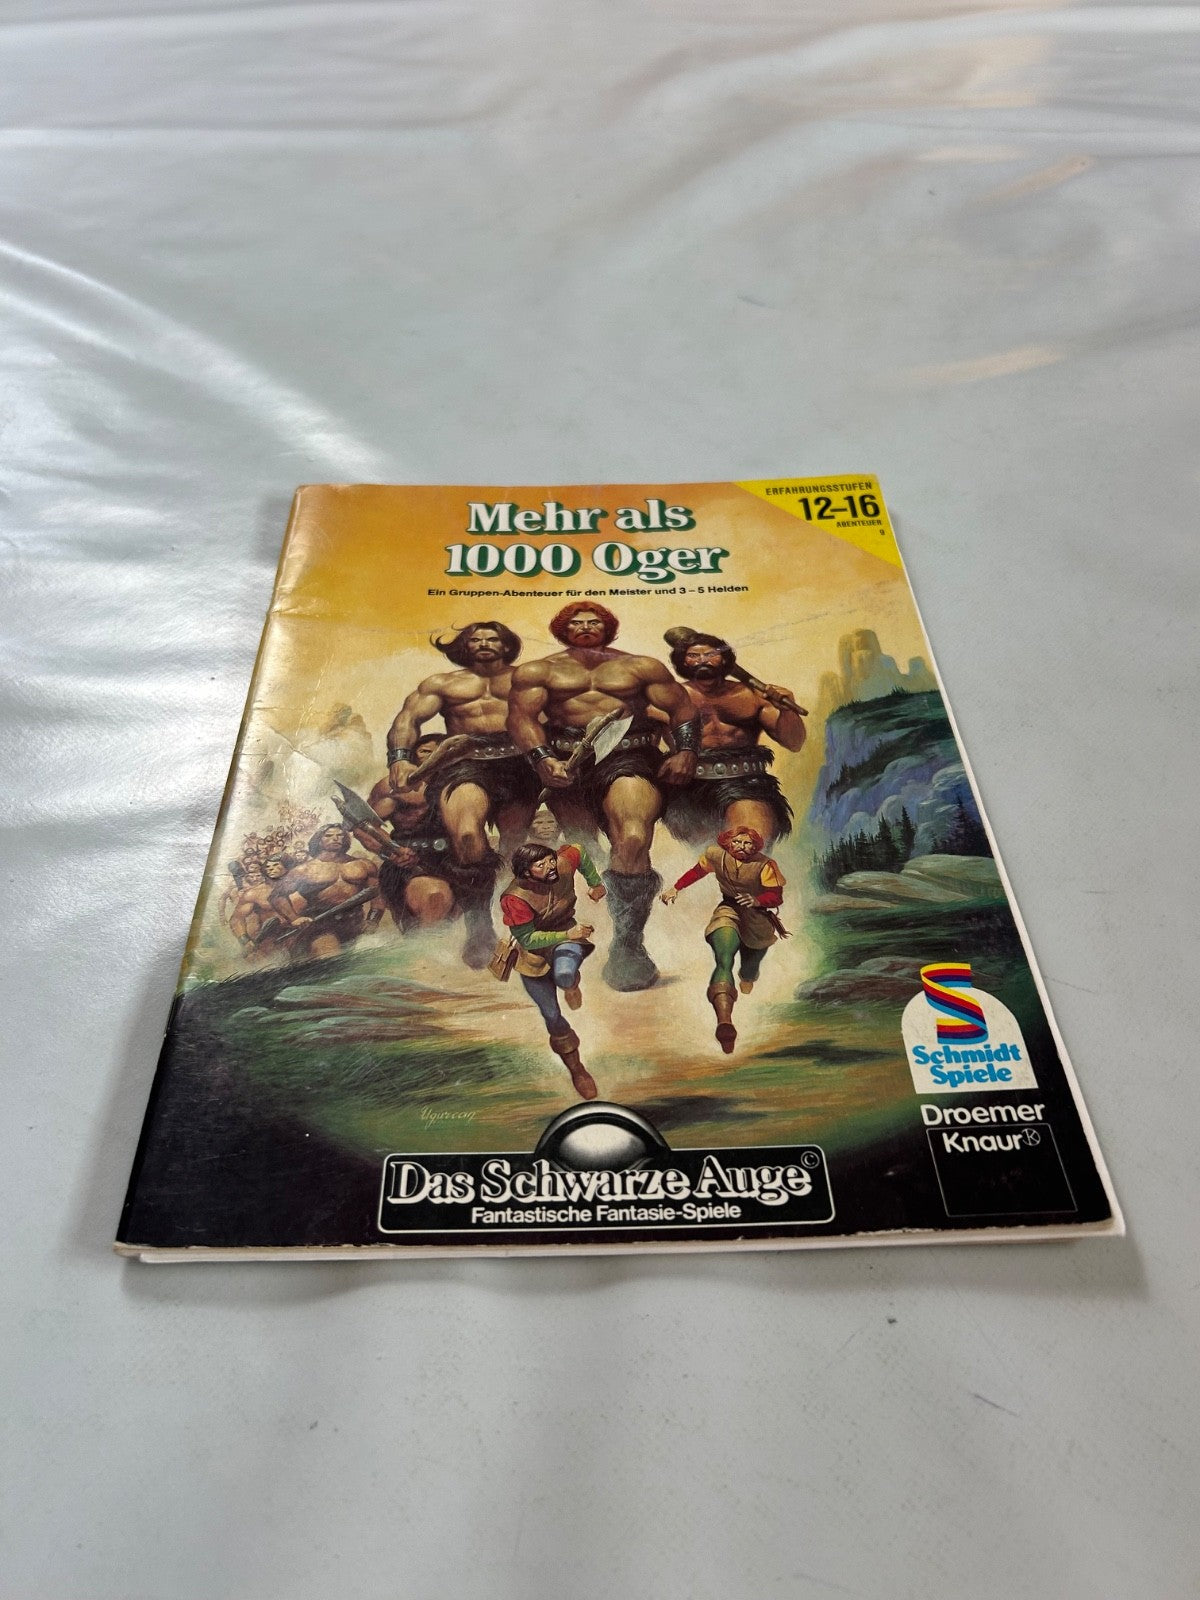 ERFAHRUNGSSTUFEN
12–16
ABENTEUER
9
Mehr als
1000 Oger
Ein Gruppen-Abenteuer für den Meister und 3 – 5 Helden
Schmidt
Spiele
Droemer
Knaur
Ugurcan
Das Schwarze Auge©
Fantastische Fantasie-Spiele